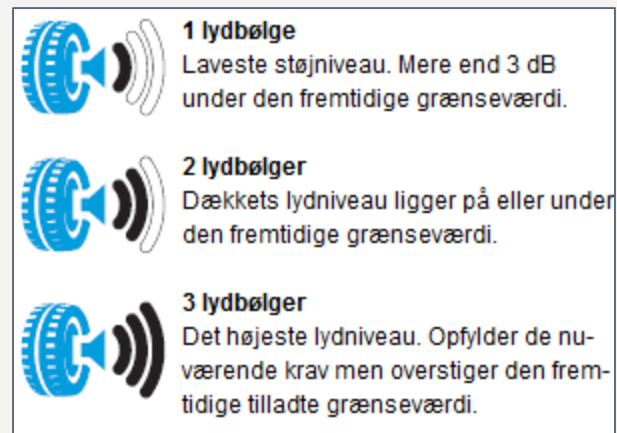 1 lydbølge
Laveste støjniveau. Mere end 3 dB
under den fremtidige grænseværdi.
2 lydbølger
Dækkets lydniveau ligger på eller under
den fremtidige grænseværdi.
3 lydbølger
Det højeste lydniveau. Opfylder de nu-
værende krav men overstiger den frem-
tidige tilladte grænseværdi.